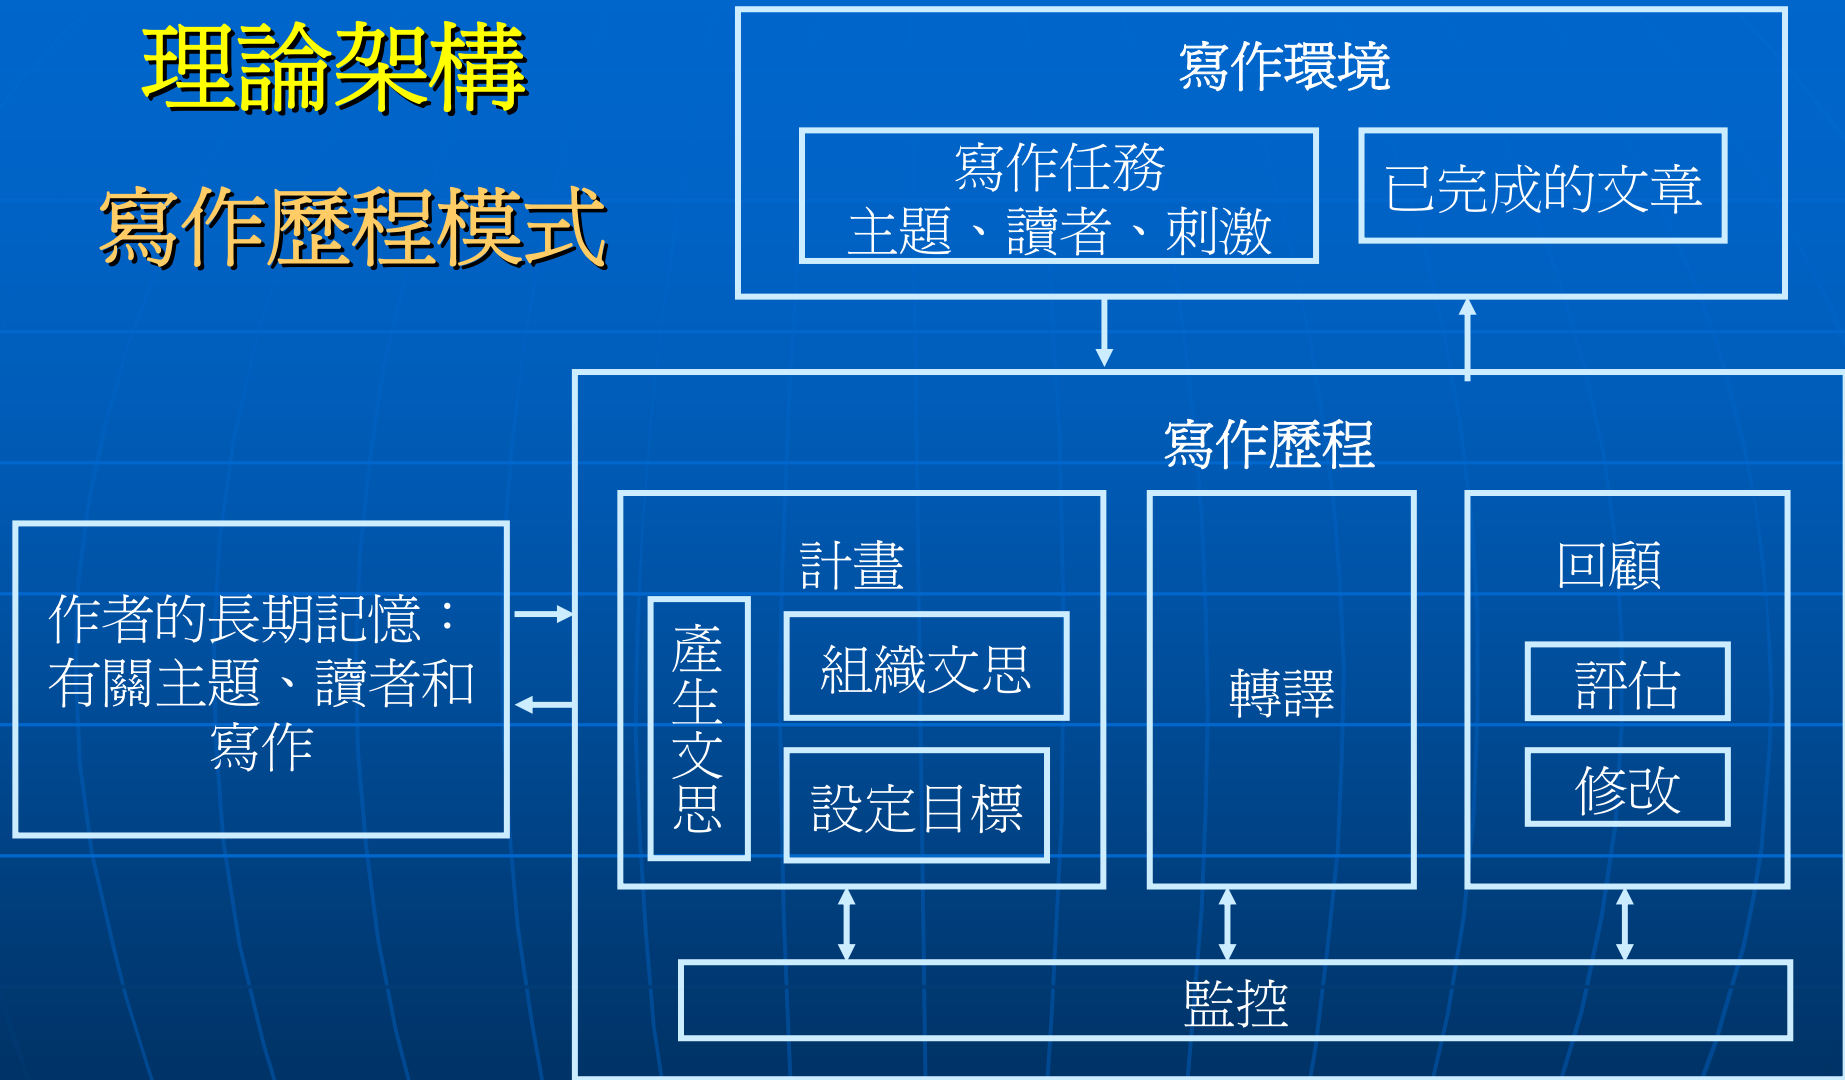 理論架構
寫作歷程模式
寫作環境
寫作任務
主題、讀者、刺激
已完成的文章
寫作歷程
作者的長期記憶：
有關主題、讀者和
寫作
計畫
產生文思
組織文思
設定目標
轉譯
回顧
評估
修改
監控